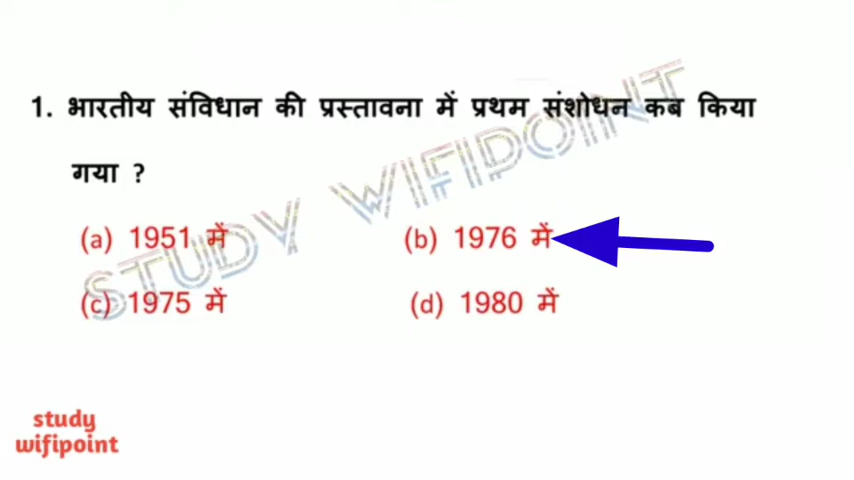 1. भारतीय संविधान की प्रस्तावना में प्रथम संशोधन कब किया
गया ?
(a) 1951 में (b) 1976 में
(c) 1975 में (d) 1980 में
STUDY WIFIPOINT
study
wifipoint